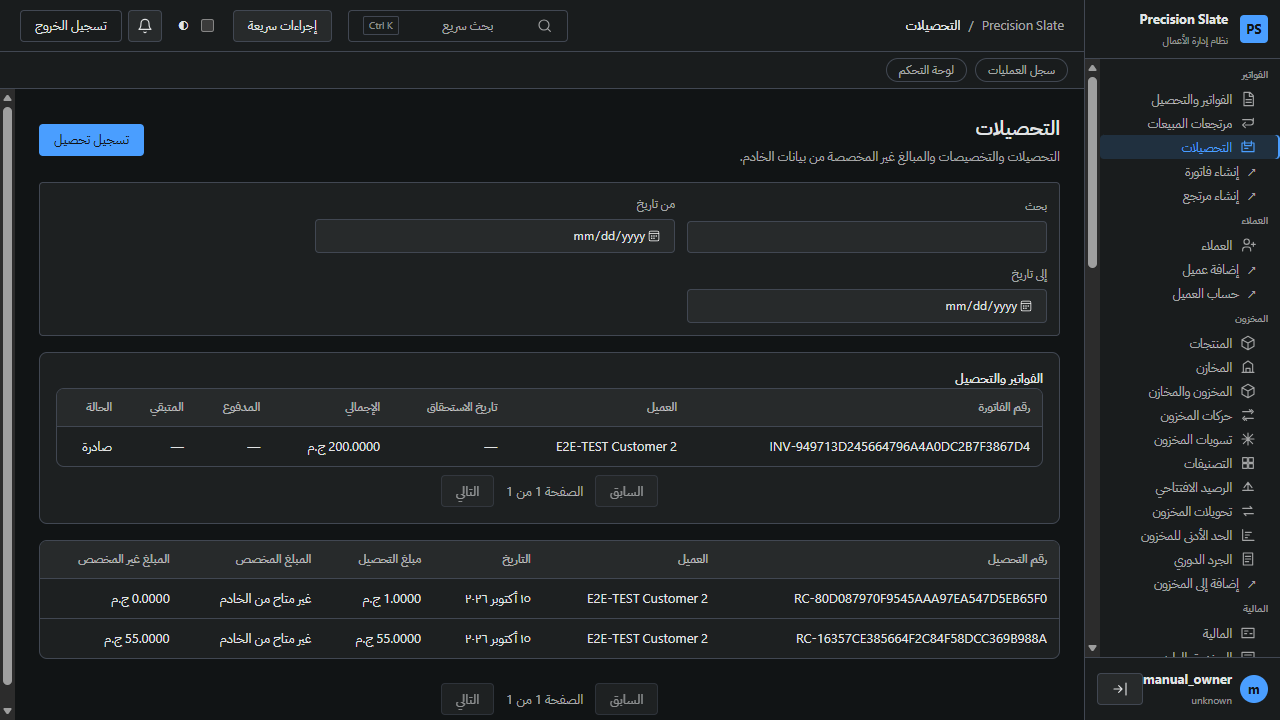 Precision Slate
نظام إدارة الأعمال
PS
Precision Slate / التحصيلات
بحث سريع Ctrl K
إجراءات سريعة
تسجيل الخروج
سجل العمليات
لوحة التحكم
الفواتير
الفواتير والتحصيل
مرتجعات المبيعات
التحصيلات
إنشاء فاتورة
إنشاء مرتجع
العملاء
العملاء
إضافة عميل
حساب العميل
المخزون
المنتجات
المخازن
المخزون والمخازن
حركات المخزون
تسويات المخزون
التصنيفات
الرصيد الافتتاحي
تحويلات المخزون
الحد الأدنى للمخزون
الجرد الدوري
إضافة إلى المخزون
المالية
المالية
manual_owner
unknown
m
التحصيلات
التحصيلات والتخصيصات والمبالغ غير المخصصة من بيانات الخادم.
تسجيل تحصيل
بحث
من تاريخ
mm/dd/yyyy
إلى تاريخ
mm/dd/yyyy
الفواتير والتحصيل
رقم الفاتورة العميل تاريخ الاستحقاق الإجمالي المدفوع المتبقي الحالة
INV-949713D245664796A4A0DC2B7F3867D4 E2E-TEST Customer 2 — 200.0000 ج.م — — صادرة
السابق الصفحة 1 من 1 التالي
رقم التحصيل العميل التاريخ مبلغ التحصيل المبلغ المخصص المبلغ غير المخصص
RC-80D087970F9545AAA97EA547D5EB65F0 E2E-TEST Customer 2 ١٥ أكتوبر ٢٠٢٦ 1.0000 ج.م غير متاح من الخادم 0.0000 ج.م
RC-16357CE385664F2C84F58DCC369B988A E2E-TEST Customer 2 ١٥ أكتوبر ٢٠٢٦ 55.0000 ج.م غير متاح من الخادم 55.0000 ج.م
السابق الصفحة 1 من 1 التالي